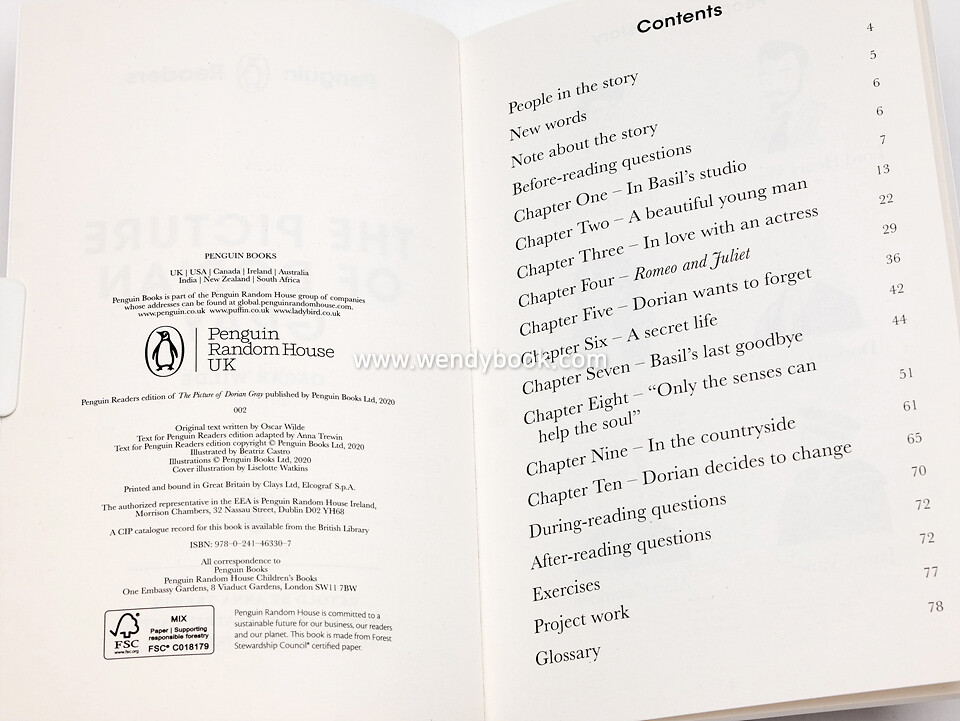 PENGUIN BOOKS
UK | USA | Canada | Ireland | Australia
India | New Zealand | South Africa
Penguin Books is part of the Penguin Random House group of companies
whose addresses can be found at global.penguinrandomhouse.com.
www.penguin.co.uk www.puffin.co.uk www.ladybird.co.uk
Penguin
Random House
UK
Penguin Readers edition of The Picture of Dorian Gray published by Penguin Books Ltd, 2020
002
Original text written by Oscar Wilde
Text for Penguin Readers edition adapted by Anna Trewin
Text for Penguin Readers edition copyright © Penguin Books Ltd, 2020
Illustrated by Beatriz Castro
Illustrations © Penguin Books Ltd, 2020
Cover illustration by Liselotte Watkins
Printed and bound in Great Britain by Clays Ltd, Elcograf S.p.A.
The authorized representative in the EEA is Penguin Random House Ireland,
Morrison Chambers, 32 Nassau Street, Dublin D02 YH68
A CIP catalogue record for this book is available from the British Library
ISBN: 978–0–241–46330–7
All correspondence to
Penguin Books
Penguin Random House Children's Books
One Embassy Gardens, 8 Viaduct Gardens, London SW11 7BW
FSC
www.fsc.org
MIX
Paper | Supporting
responsible forestry
FSC® C018179
Penguin Random House is committed to a
sustainable future for our business, our readers
and our planet. This book is made from Forest
Stewardship Council® certified paper.
Contents
People in the story 4
New words 5
Note about the story 6
Before-reading questions 6
Chapter One – In Basil's studio 7
Chapter Two – A beautiful young man 13
Chapter Three – In love with an actress 22
Chapter Four – Romeo and Juliet 29
Chapter Five – Dorian wants to forget 36
Chapter Six – A secret life 42
Chapter Seven – Basil's last goodbye 44
Chapter Eight – “Only the senses can
help the soul” 51
Chapter Nine – In the countryside 61
Chapter Ten – Dorian decides to change 65
During-reading questions 70
After-reading questions 72
Exercises 72
Project work 77
Glossary 78
www.wendybook.com